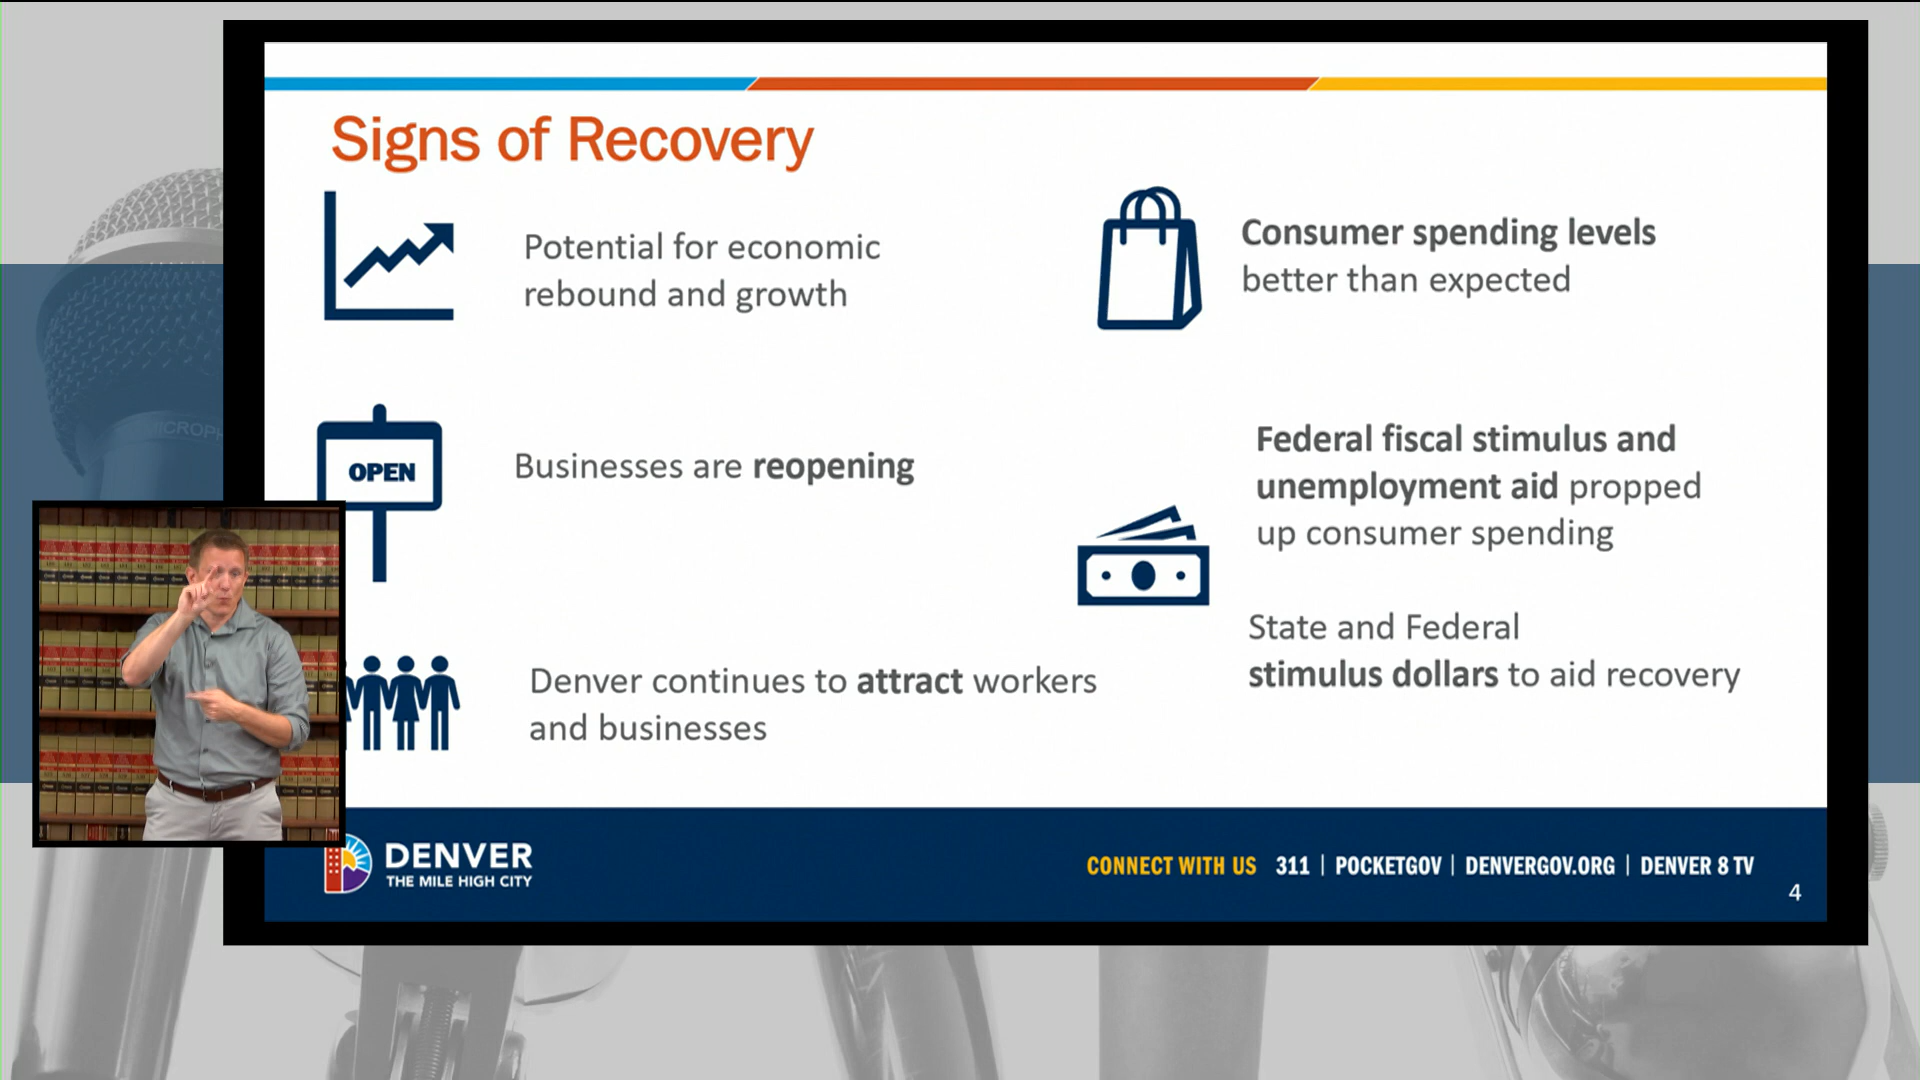 Signs of Recovery
Potential for economic
rebound and growth
OPEN
Businesses are reopening
Denver continues to attract workers
and businesses
Consumer spending levels
better than expected
Federal fiscal stimulus and
unemployment aid propped
up consumer spending
State and Federal
stimulus dollars to aid recovery
DENVER
THE MILE HIGH CITY
CONNECT WITH US 311 | POCKETGOV | DENVERGOV.ORG | DENVER 8 TV
4